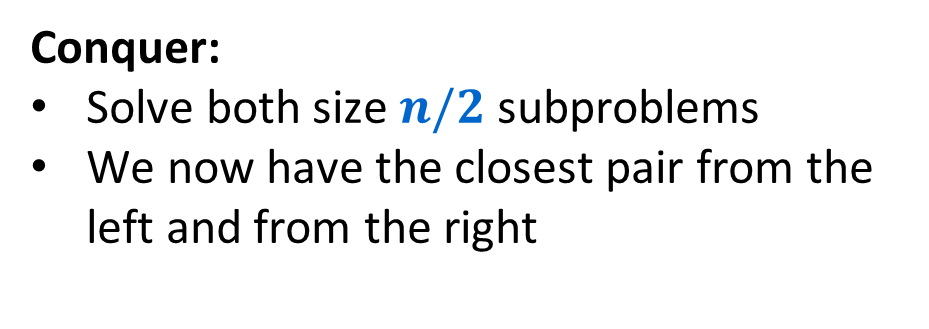 Conquer:
• Solve both size n/2 subproblems
• We now have the closest pair from the
left and from the right